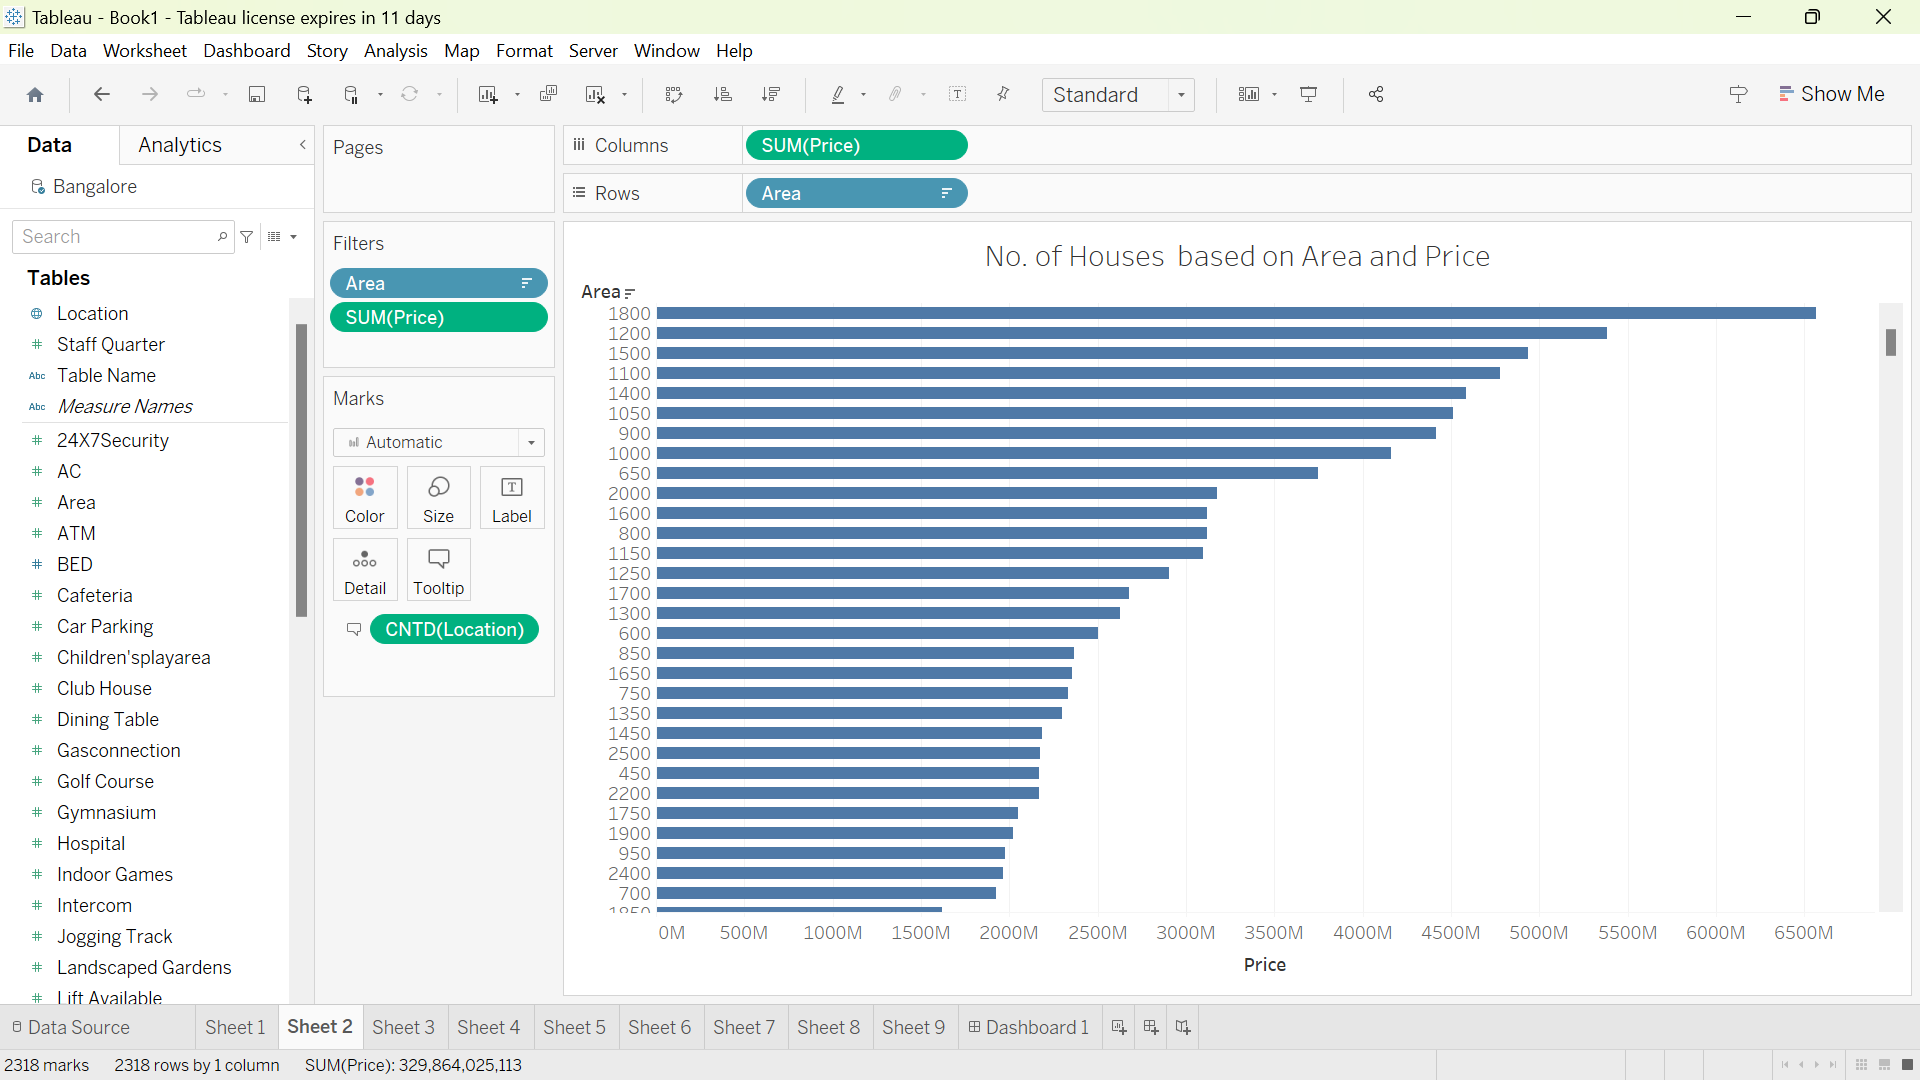 Tableau - Book1 - Tableau license expires in 11 days
File Data Worksheet Dashboard Story Analysis Map Format Server Window Help
Standard
Show Me
Data Analytics
Bangalore
Search
Tables
Location
Staff Quarter
Abc Table Name
Abc Measure Names
24X7Security
AC
Area
ATM
BED
Cafeteria
Car Parking
Children'splayarea
Club House
Dining Table
Gasconnection
Golf Course
Gymnasium
Hospital
Indoor Games
Intercom
Jogging Track
Landscaped Gardens
Lift Available
Pages
Filters
Area
SUM(Price)
Marks
Automatic
Color Size Label
Detail Tooltip
CNTD(Location)
Columns SUM(Price)
Rows Area
No. of Houses based on Area and Price
Area
1800
1200
1500
1100
1400
1050
900
1000
650
2000
1600
800
1150
1250
1700
1300
600
850
1650
750
1350
1450
2500
450
2200
1750
1900
950
2400
700
1850
0M 500M 1000M 1500M 2000M 2500M 3000M 3500M 4000M 4500M 5000M 5500M 6000M 6500M
Price
Data Source Sheet 1 Sheet 2 Sheet 3 Sheet 4 Sheet 5 Sheet 6 Sheet 7 Sheet 8 Sheet 9 Dashboard 1
2318 marks 2318 rows by 1 column SUM(Price): 329,864,025,113